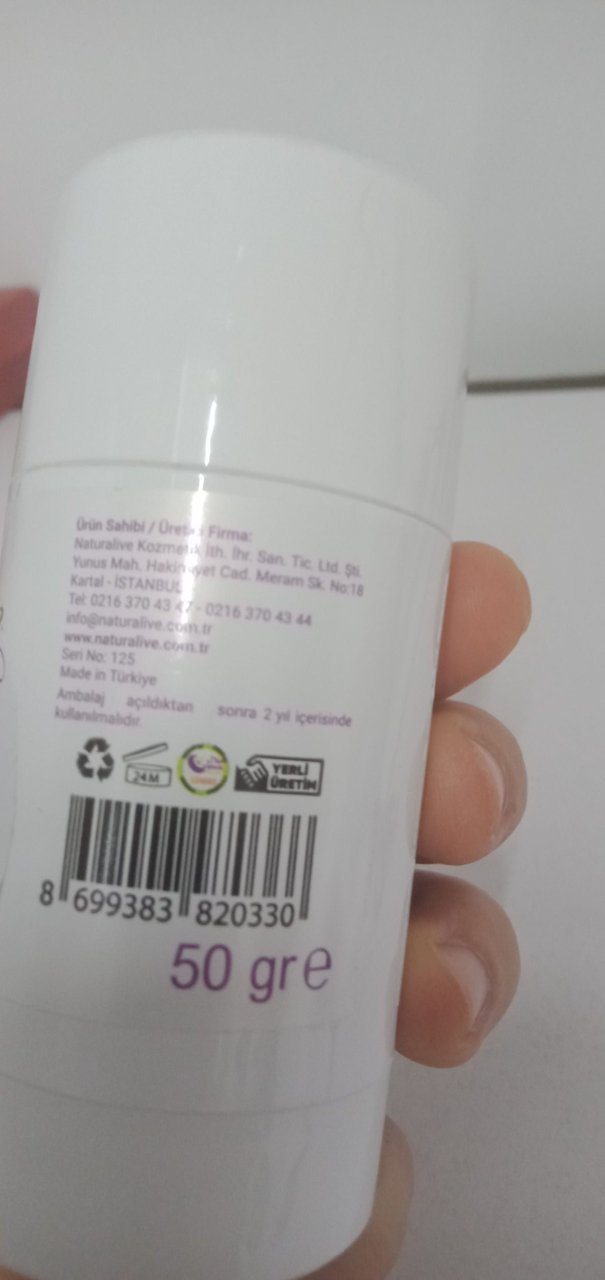 Ürün Sahibi / Üretici Firma:
Naturalive Kozmetik İth. İhr. San. Tic. Ltd. Şti.
Yunus Mah. Hakimiyet Cad. Meram Sk. No:18
Kartal - İSTANBUL
Tel: 0216 370 43 47 - 0216 370 43 44
info@naturalive.com.tr
www.naturalive.com.tr
Seri No: 125
Made in Türkiye
Ambalaj açıldıktan sonra 2 yıl içerisinde
kullanılmalıdır.
24M
YERLİ
ÜRETİM
8 699383 820330
50 gr e